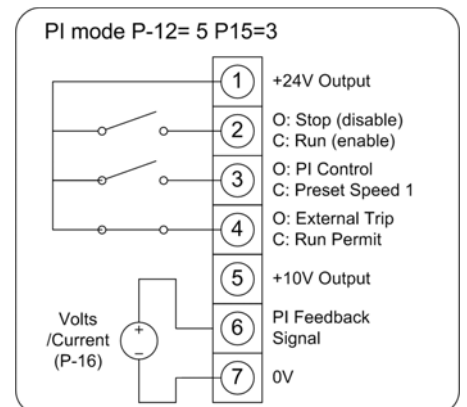 PI mode P-12= 5 P15=3
1
+24V Output
2
O: Stop (disable)
C: Run (enable)
3
O: PI Control
C: Preset Speed 1
4
O: External Trip
C: Run Permit
5
+10V Output
Volts
/Current
(P-16)
+
−
6
PI Feedback
Signal
7
0V